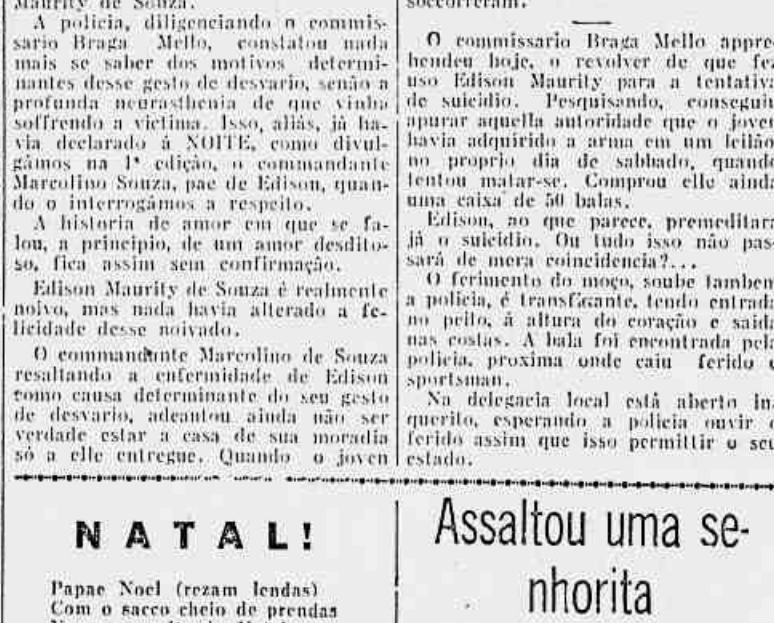 Maurity de Souza.
A policia, diligenciando o commis-
sario Braga Mello, constatou nada
mais se saber dos motivos determi-
nantes desse gesto de desvario, senão a
profunda neurasthenia de que vinha
soffrendo a victima. Isso, aliás, já ha-
via declarado á NOITE, como divul-
gámos na 1ª edição, o commandante
Marcolino Souza, pae de Edison, quan-
do o interrogámos a respeito.
A historia de amor em que se fa-
lou, a principio, de um amor desdito-
so, fica assim sem confirmação.
Edison Maurity de Souza é realmente
noivo, mas nada havia alterado a fe-
licidade desse noivado.
O commandante Marcolino de Souza
resaltando a enfermidade de Edison
como causa determinante do seu gesto
de desvario, adeantou ainda não ser
verdade estar a casa de sua moradia
só a elle entregue. Quando o joven
soccorreram.
O commissario Braga Mello appre-
hendeu hoje, o revolver de que fez
uso Edison Maurity para a tentativa
de suicidio. Pesquisando, conseguiu
apurar aquella autoridade que o joven
havia adquirido a arma em um leilão
no proprio dia de sabbado, quando
tentou matar-se. Comprou elle ainda
uma caixa de 50 balas.
Edison, ao que parece, premeditara
já o suicidio. Ou tudo isso não pas-
sará de mera coincidencia?...
O ferimento do moço, soube tambem
a policia, é transfixante, tendo entrada
no peito, á altura do coração e saida
nas costas. A bala foi encontrada pela
policia, proxima onde caiu ferido o
sportsman.
Na delegacia local está aberto in-
querito, esperando a policia ouvir o
ferido assim que isso permittir o seu
estado.
NATAL!
Papae Noel (rezam lendas)
Com o sacco cheio de prendas
Assaltou uma se-
nhorita